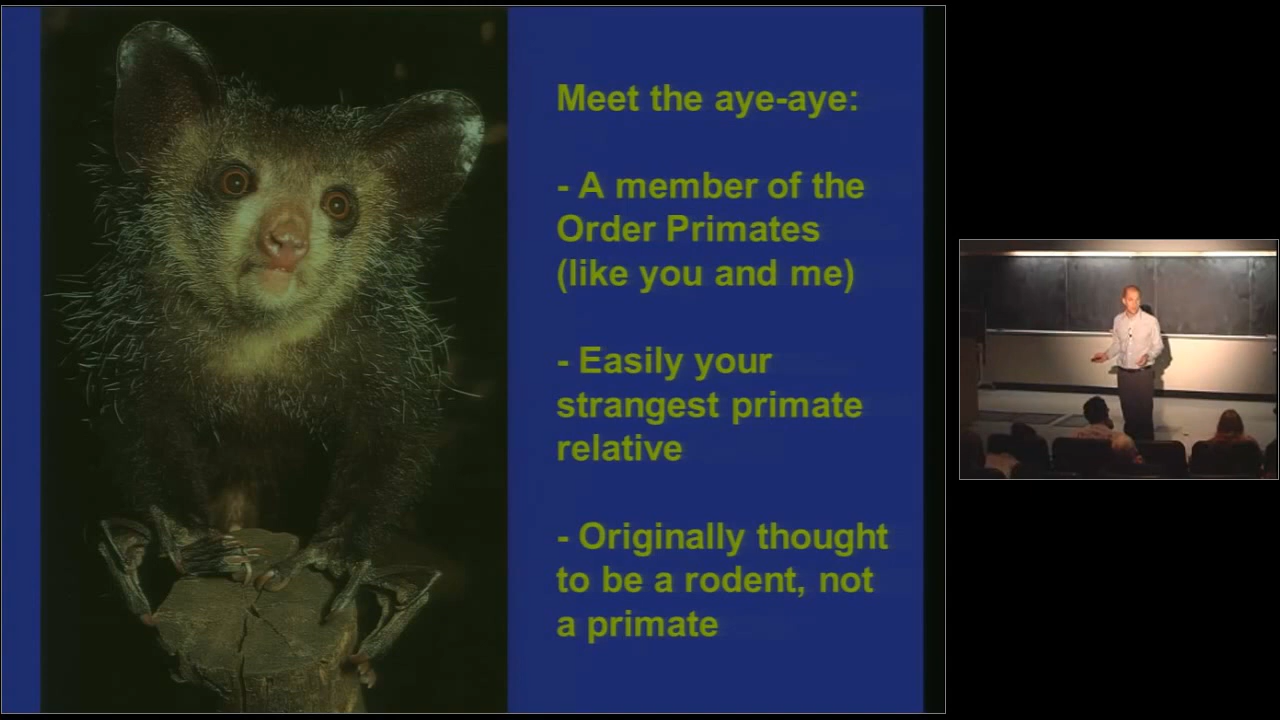 Meet the aye-aye:
- A member of the
Order Primates
(like you and me)
- Easily your
strangest primate
relative
- Originally thought
to be a rodent, not
a primate